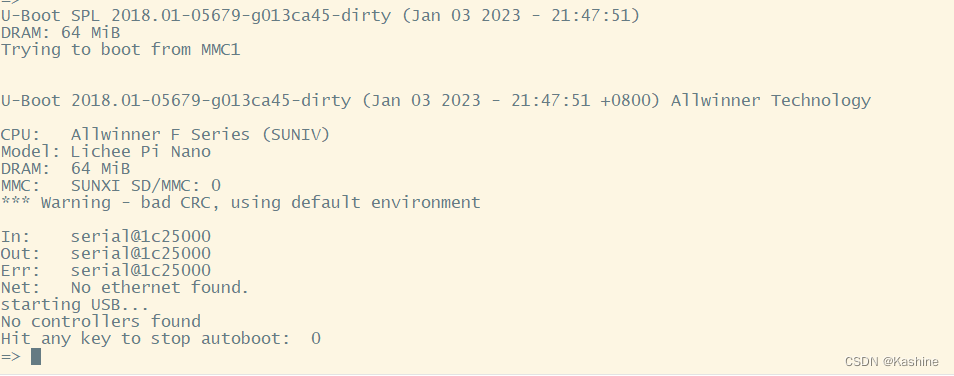 =>
U-Boot SPL 2018.01-05679-g013ca45-dirty (Jan 03 2023 - 21:47:51)
DRAM: 64 MiB
Trying to boot from MMC1
U-Boot 2018.01-05679-g013ca45-dirty (Jan 03 2023 - 21:47:51 +0800) Allwinner Technology
CPU:   Allwinner F Series (SUNIV)
Model: Lichee Pi Nano
DRAM:  64 MiB
MMC:   SUNXI SD/MMC: 0
*** Warning - bad CRC, using default environment
In:    serial@1c25000
Out:   serial@1c25000
Err:   serial@1c25000
Net:   No ethernet found.
starting USB...
No controllers found
Hit any key to stop autoboot:  0
=>
CSDN @Kashine